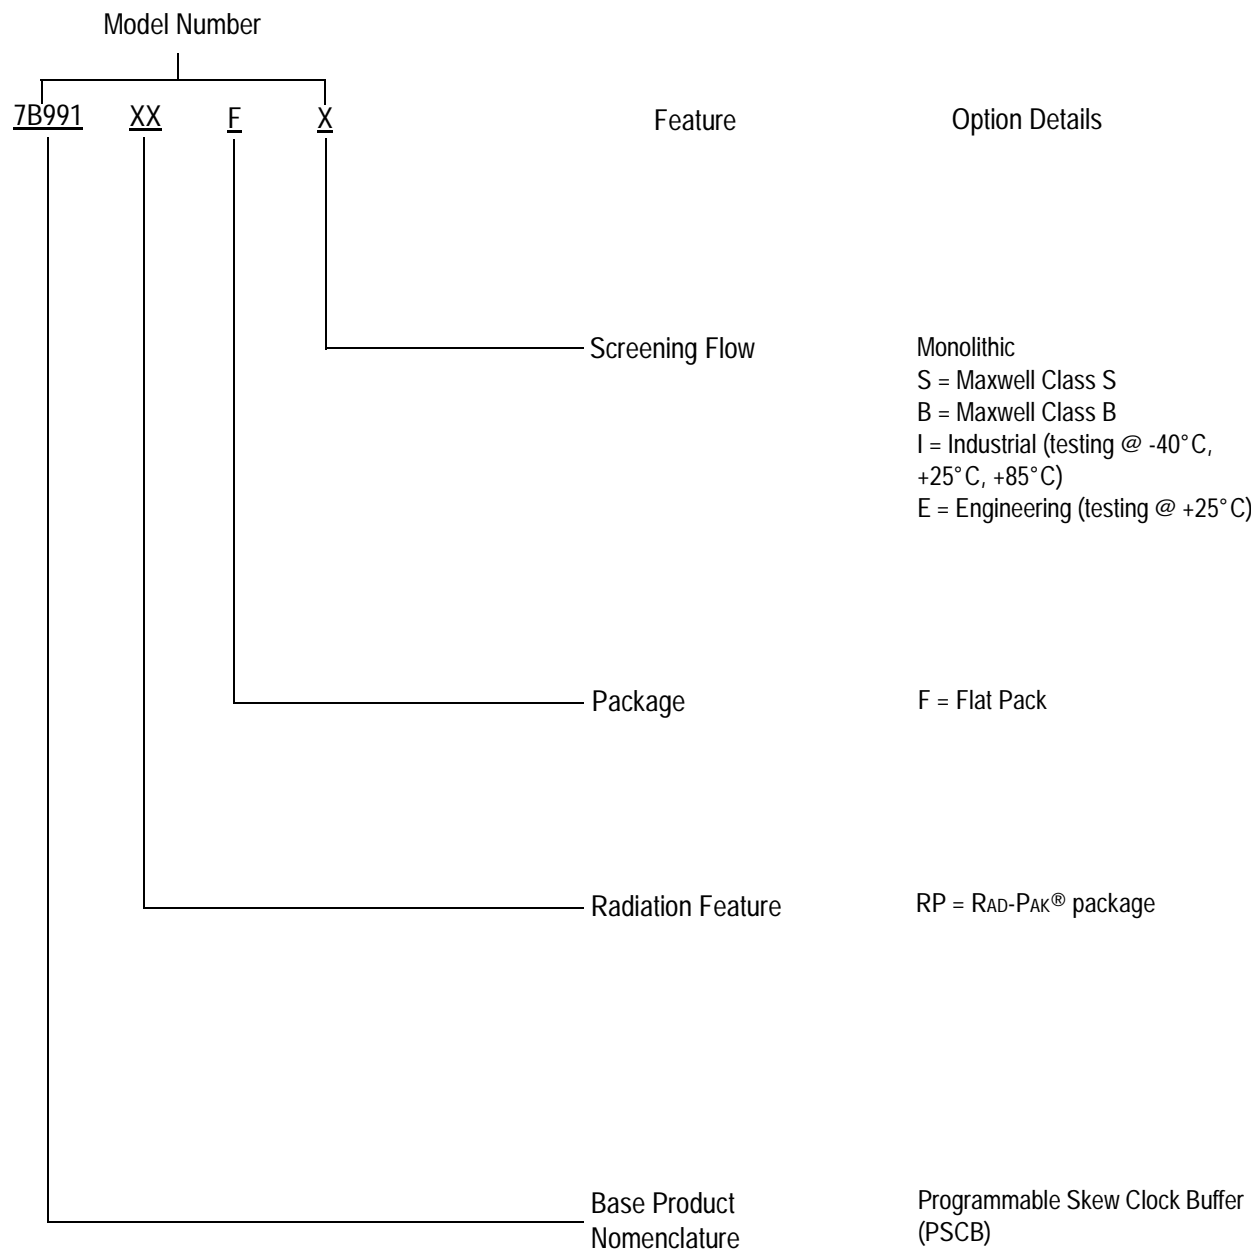 Model Number
7B991 XX F X
Feature Option Details
Screening Flow
Monolithic
S = Maxwell Class S
B = Maxwell Class B
I = Industrial (testing @ -40°C,
+25°C, +85°C)
E = Engineering (testing @ +25°C)
Package
F = Flat Pack
Radiation Feature
RP = RAD-PAK® package
Base Product
Nomenclature
Programmable Skew Clock Buffer
(PSCB)